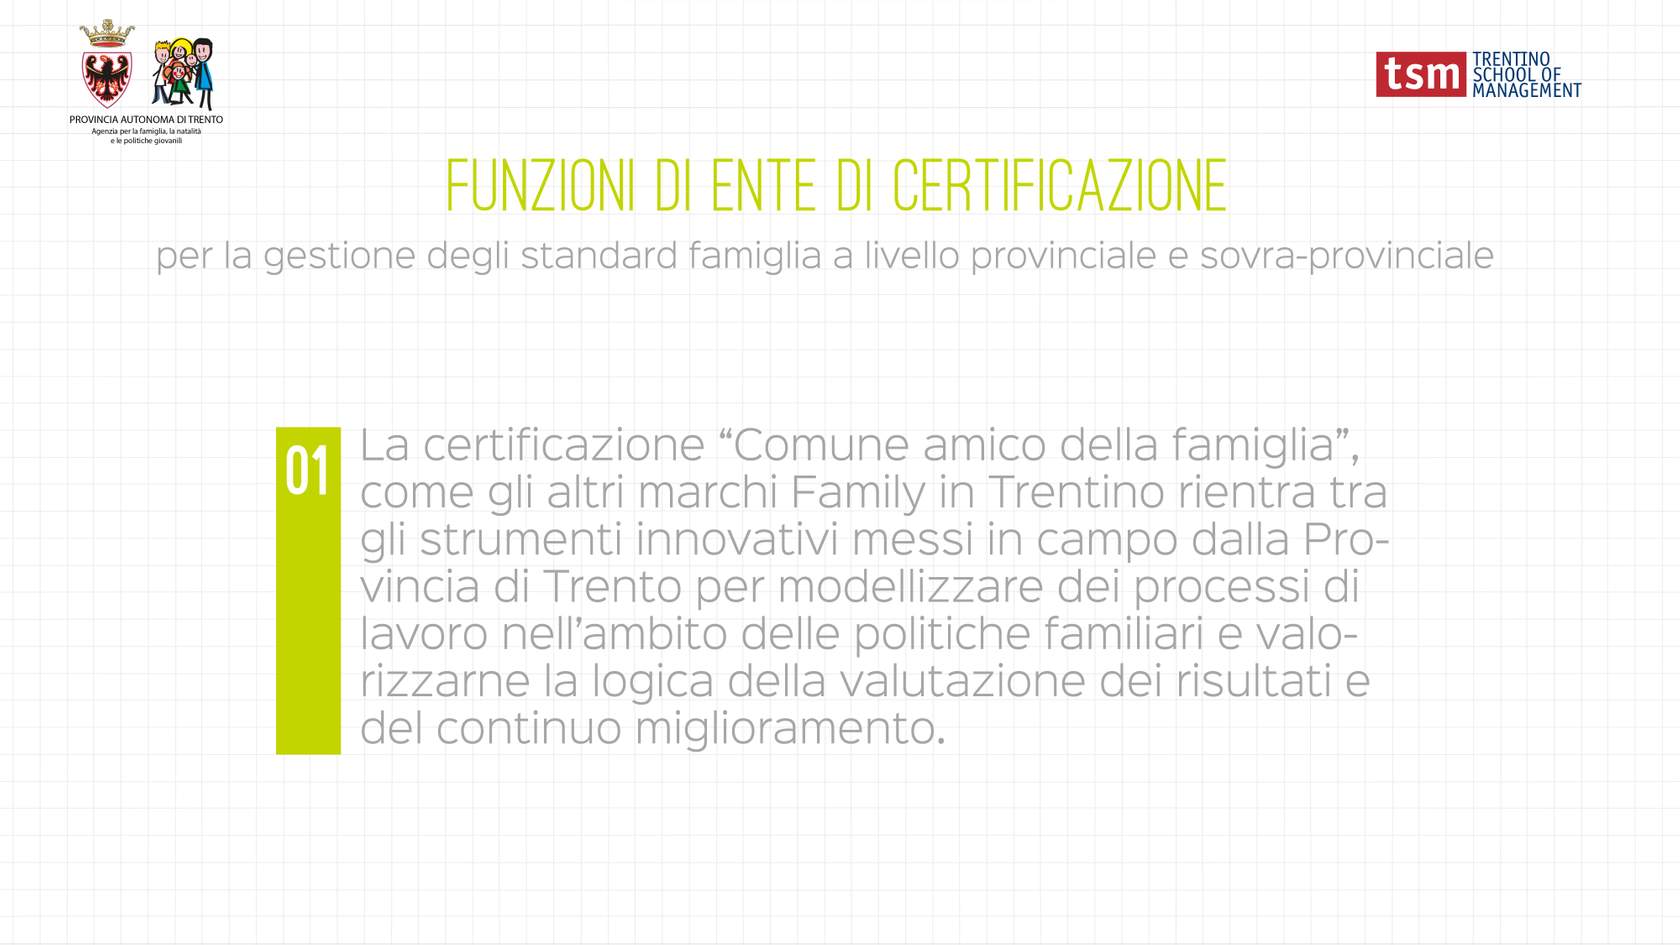 PROVINCIA AUTONOMA DI TRENTO
Agenzia per la famiglia, la natalità
e le politiche giovanili
tsm
TRENTINO
SCHOOL OF
MANAGEMENT
FUNZIONI DI ENTE DI CERTIFICAZIONE
per la gestione degli standard famiglia a livello provinciale e sovra-provinciale
01
La certificazione “Comune amico della famiglia”,
come gli altri marchi Family in Trentino rientra tra
gli strumenti innovativi messi in campo dalla Pro-
vincia di Trento per modellizzare dei processi di
lavoro nell’ambito delle politiche familiari e valo-
rizzarne la logica della valutazione dei risultati e
del continuo miglioramento.